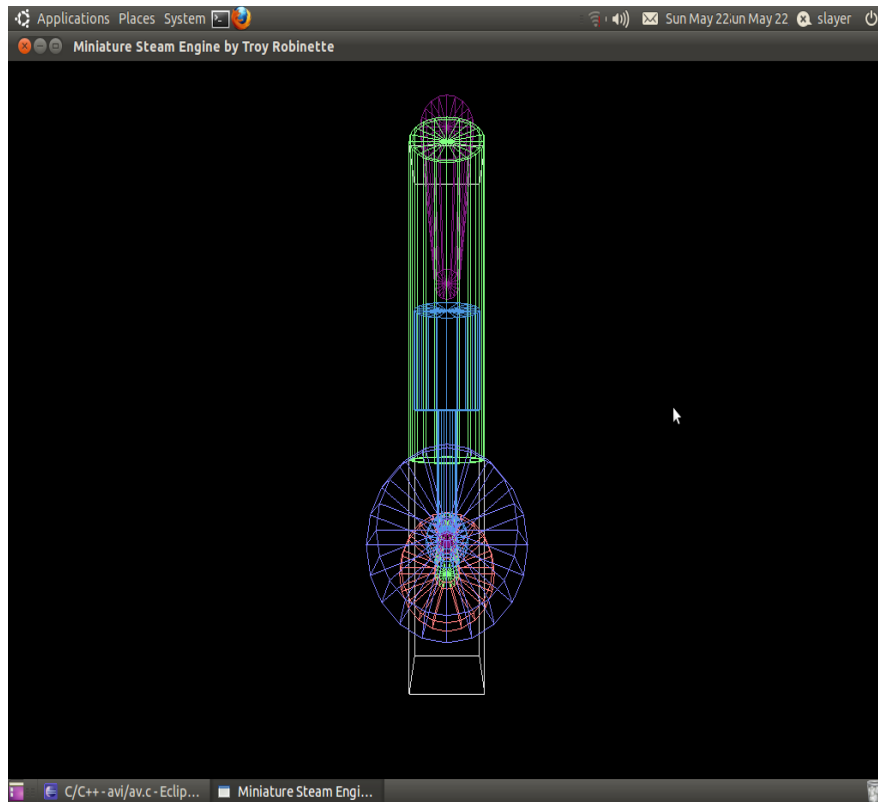 Applications Places System Sun May 22 un May 22 slayer
Miniature Steam Engine by Troy Robinette
C/C++ - avi/av.c - Eclip... Miniature Steam Engi...